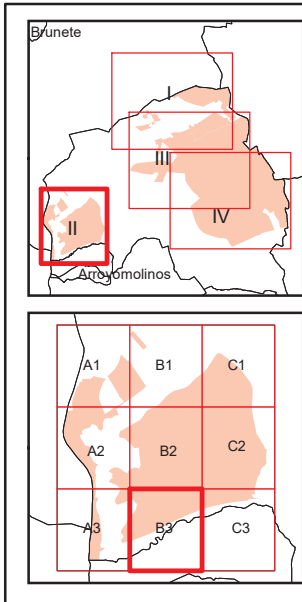 Brunete
I
III
IV
II
Arroyomolinos
A1 B1 C1
A2 B2 C2
A3 B3 C3